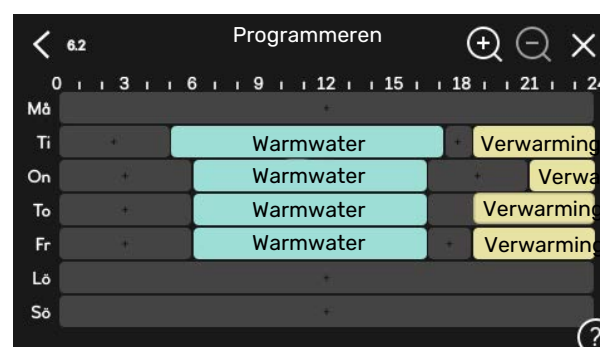 6.2 Programmeren
0 3 6 9 12 15 18 21 24
Må
Ti Warmwater Verwarming
On Warmwater Verwa
To Warmwater Verwarming
Fr Warmwater Verwarming
Lö
Sö
?